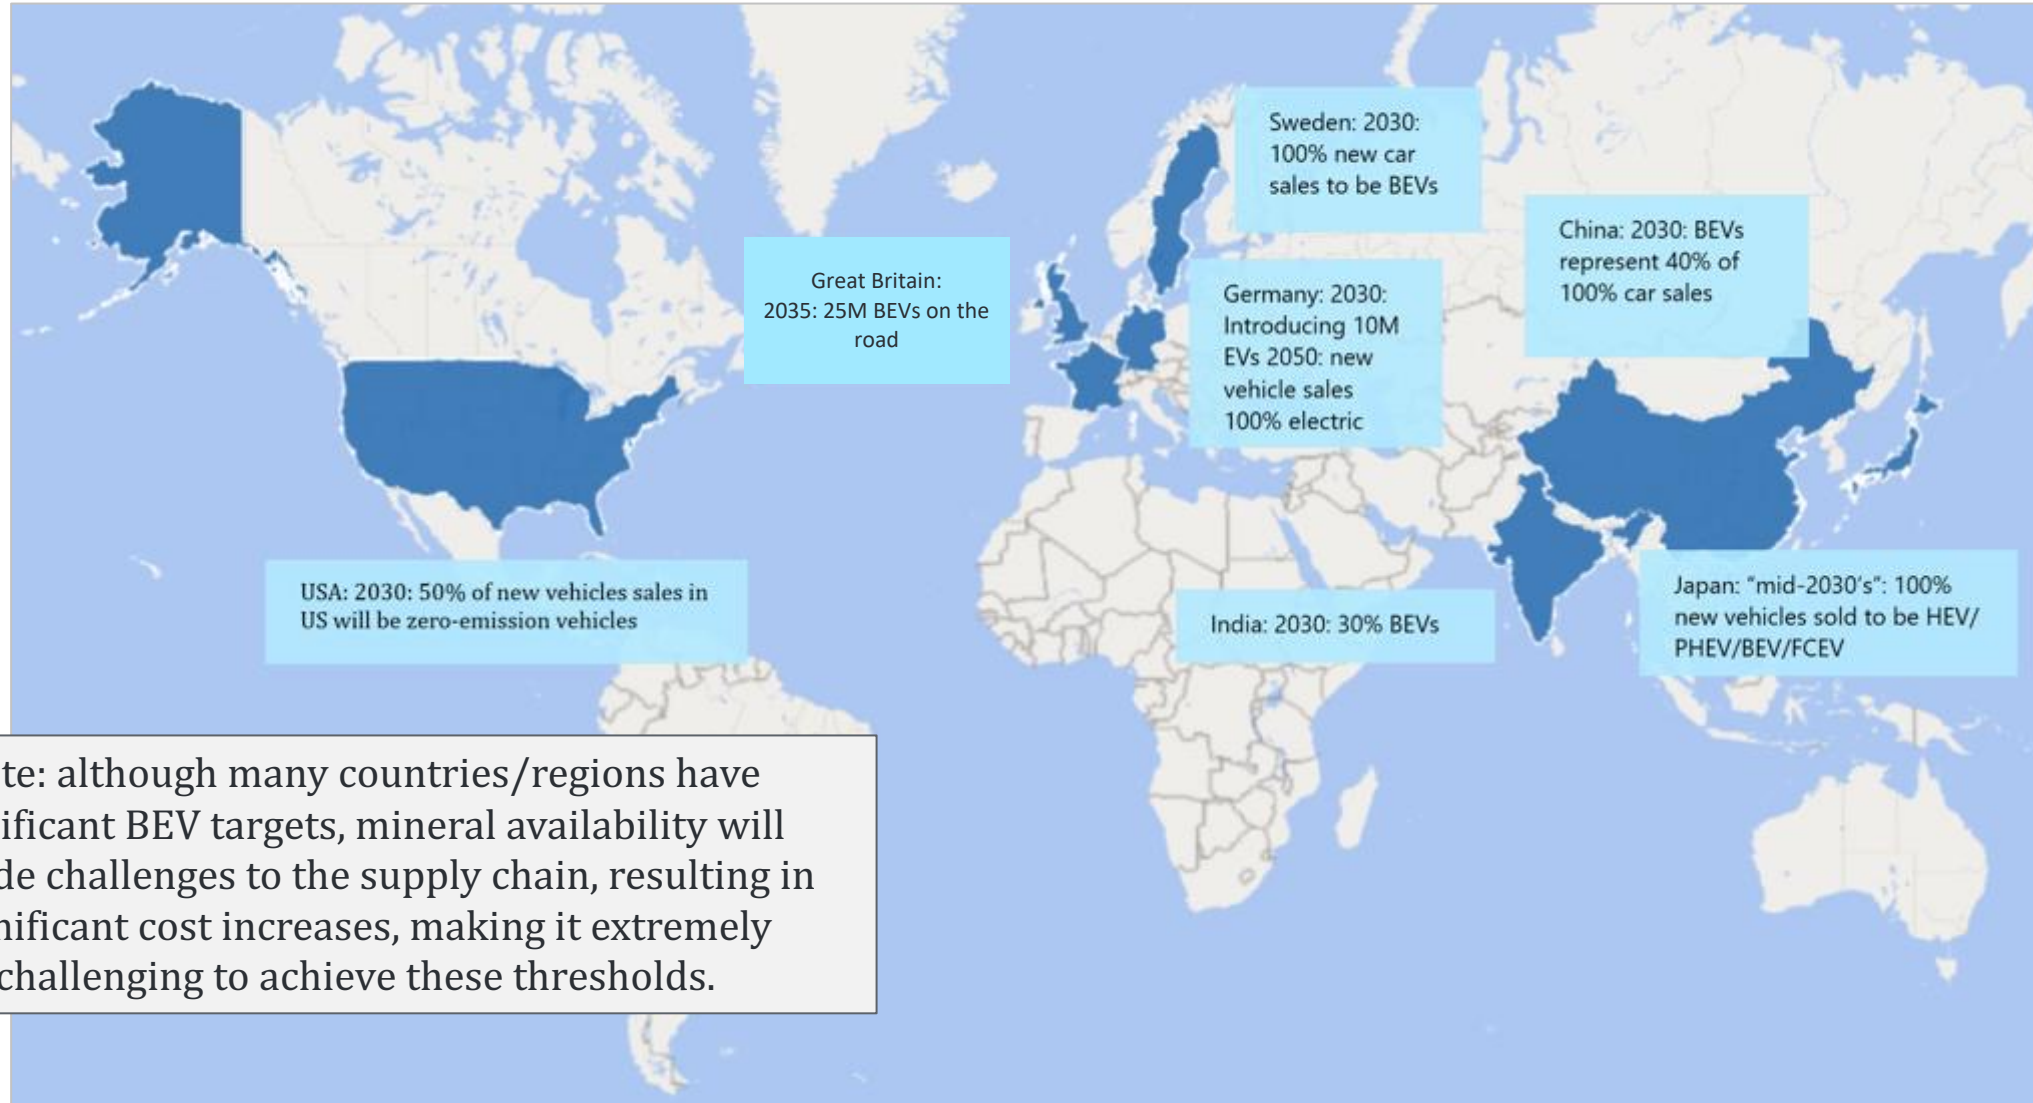 Sweden: 2030:
100% new car
sales to be BEVs
China: 2030: BEVs
represent 40% of
100% car sales
Great Britain:
2035: 25M BEVs on the
road
Germany: 2030:
Introducing 10M
EVs 2050: new
vehicle sales
100% electric
USA: 2030: 50% of new vehicles sales in
US will be zero-emission vehicles
India: 2030: 30% BEVs
Japan: "mid-2030's": 100%
new vehicles sold to be HEV/
PHEV/BEV/FCEV
te: although many countries/regions have
ificant BEV targets, mineral availability will
de challenges to the supply chain, resulting in
nificant cost increases, making it extremely
challenging to achieve these thresholds.